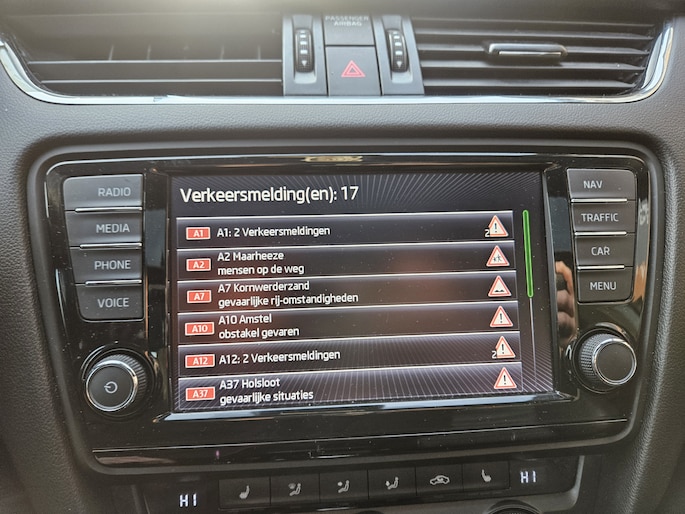 PASSENGER
AIRBAG
Verkeersmelding(en): 17
A1 A1: 2 Verkeersmeldingen 2
A2 A2 Maarheeze
mensen op de weg
A7 A7 Kornwerderzand
gevaarlijke rij-omstandigheden
A10 A10 Amstel
obstakel gevaren
A12 A12: 2 Verkeersmeldingen 2
A37 A37 Holsloot
gevaarlijke situaties
RADIO
MEDIA
PHONE
VOICE
NAV
TRAFFIC
CAR
MENU
HI
HI